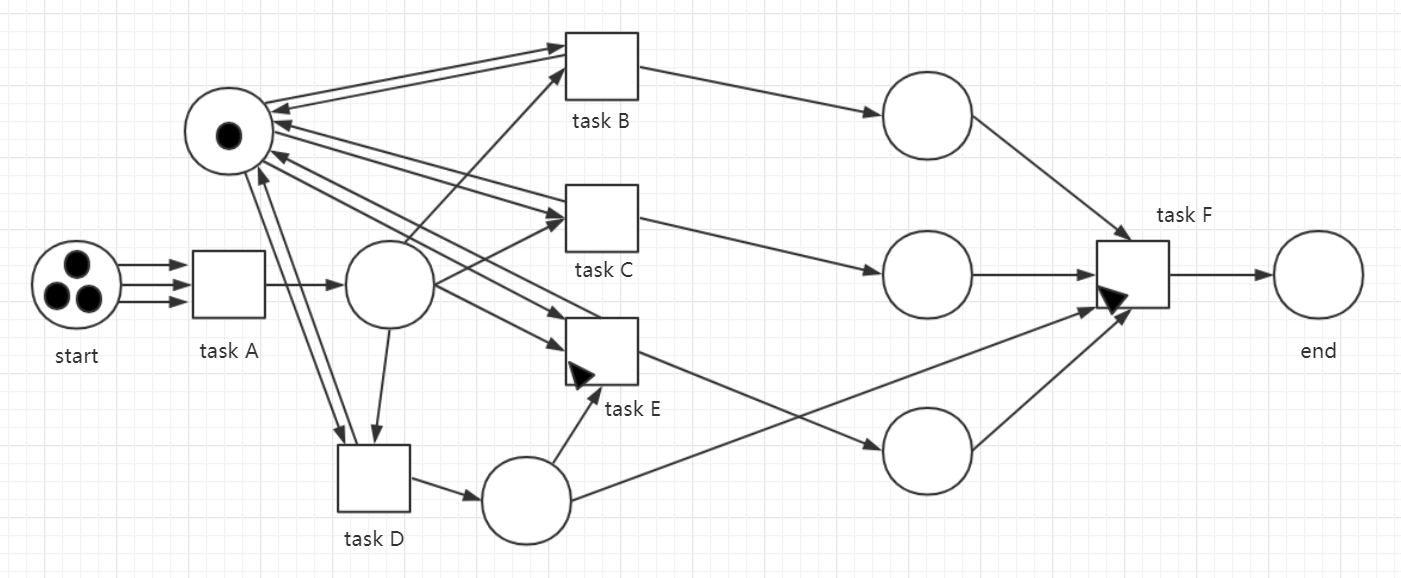 task B
task F
task C
start
task A
end
task E
task D